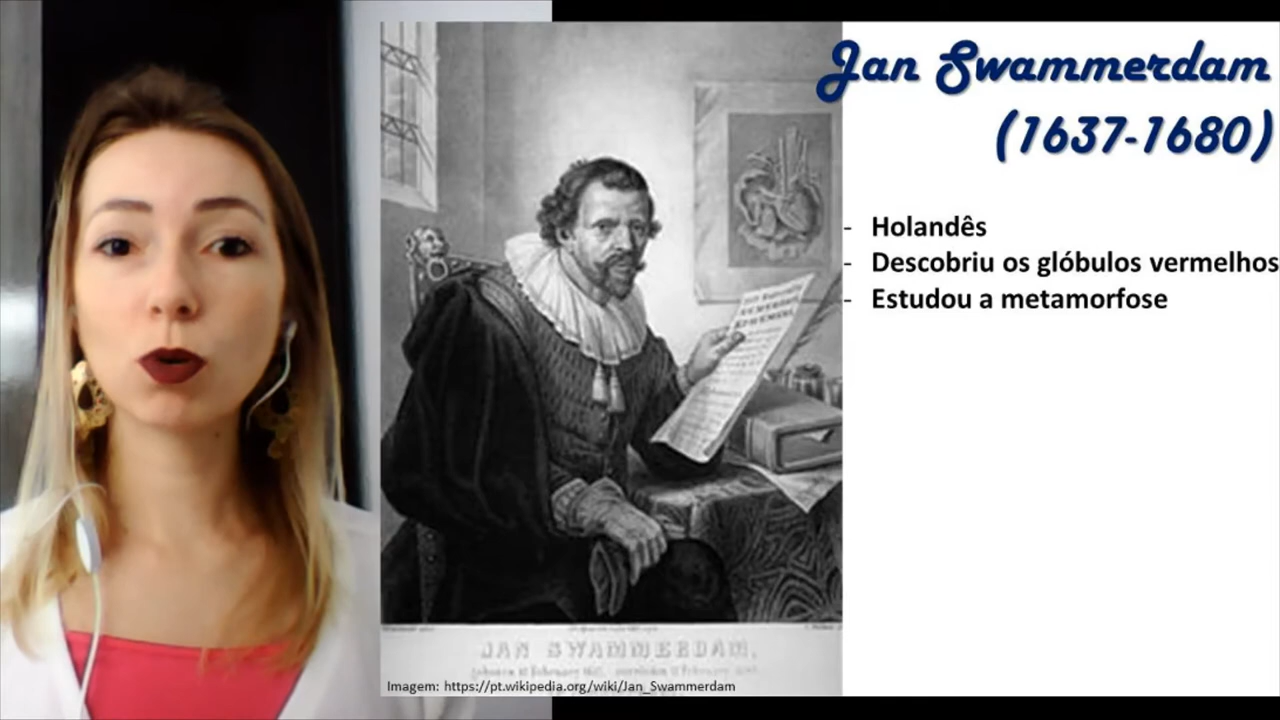 Jan Swammerdam
(1637-1680)
- Holandês
- Descobriu os glóbulos vermelhos
- Estudou a metamorfose
JAN SWAMMERDAM,
Imagem: https://pt.wikipedia.org/wiki/Jan_Swammerdam